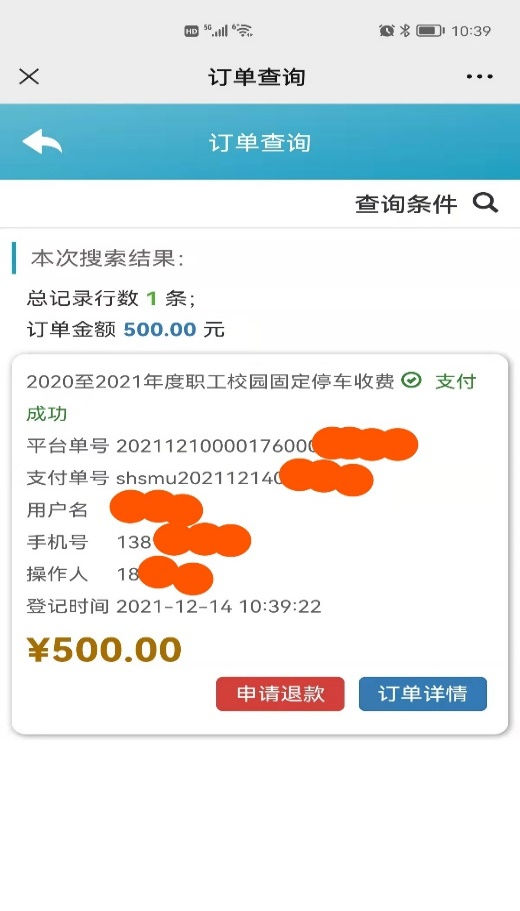 HD 5G 6 10:39
订单查询
订单查询
查询条件
本次搜索结果:
总记录行数 1 条;
订单金额 500.00 元
2020至2021年度职工校园固定停车收费 支付
成功
平台单号 20211210000176000
支付单号 shsmu202112140
用户名
手机号 138
操作人 18
登记时间 2021-12-14 10:39:22
¥500.00
申请退款 订单详情